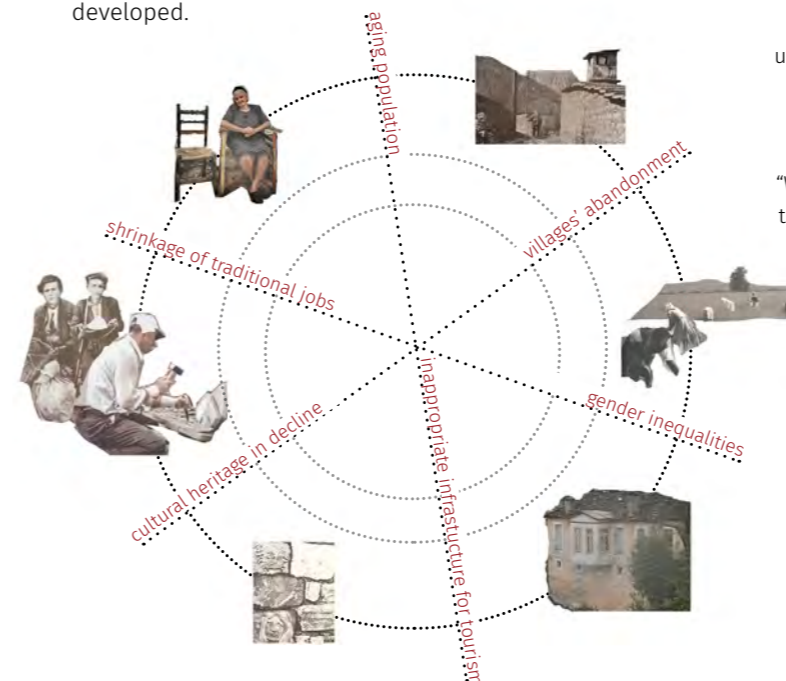 developed.
aging population
u
villages' abandonment
"
t
shrinkage of traditional jobs
gender inequalities
inappropriate infrastucture for tourism
cultural heritage in decline